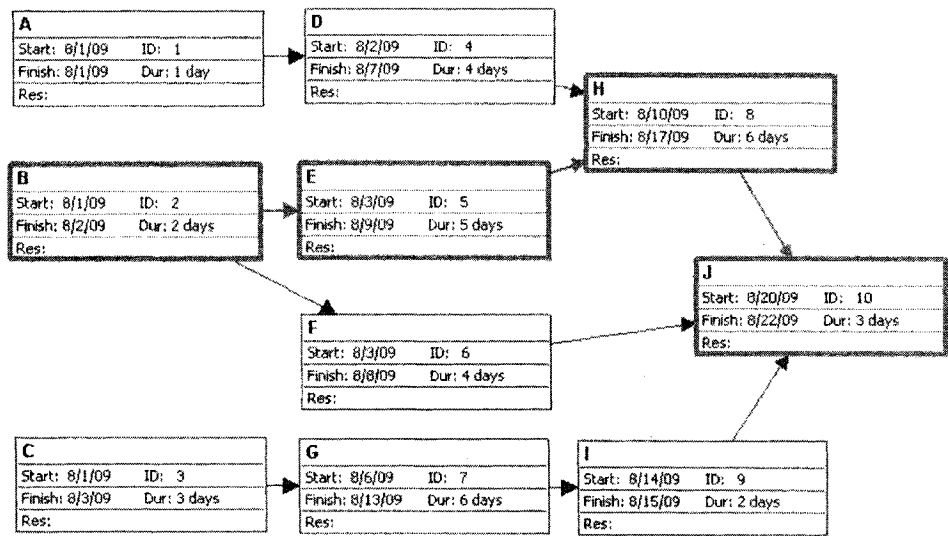 A
Start: 8/1/09 ID: 1
Finish: 8/1/09 Dur: 1 day
Res:
D
Start: 8/2/09 ID: 4
Finish: 8/7/09 Dur: 4 days
Res:
H
Start: 8/10/09 ID: 8
Finish: 8/17/09 Dur: 6 days
Res:
B
Start: 8/1/09 ID: 2
Finish: 8/2/09 Dur: 2 days
Res:
E
Start: 8/3/09 ID: 5
Finish: 8/9/09 Dur: 5 days
Res:
J
Start: 8/20/09 ID: 10
Finish: 8/22/09 Dur: 3 days
Res:
F
Start: 8/3/09 ID: 6
Finish: 8/8/09 Dur: 4 days
Res:
C
Start: 8/1/09 ID: 3
Finish: 8/3/09 Dur: 3 days
Res:
G
Start: 8/6/09 ID: 7
Finish: 8/13/09 Dur: 6 days
Res:
I
Start: 8/14/09 ID: 9
Finish: 8/15/09 Dur: 2 days
Res: